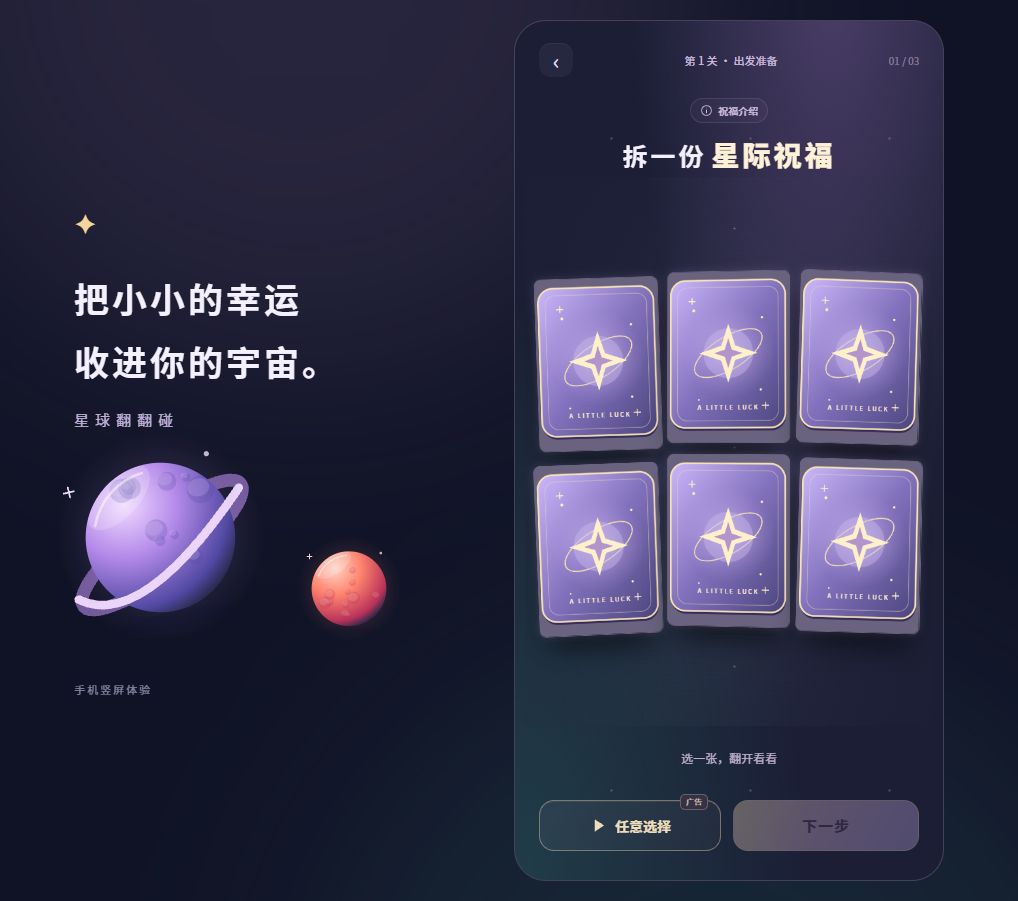 把小小的幸运
收进你的宇宙。
星球翻翻碰
手机竖屏体验
第 1 关 · 出发准备
01 / 03
祝福介绍
拆一份 星际祝福
A LITTLE LUCK
A LITTLE LUCK
A LITTLE LUCK
A LITTLE LUCK
A LITTLE LUCK
A LITTLE LUCK
选一张，翻开看看
广告
任意选择
下一步